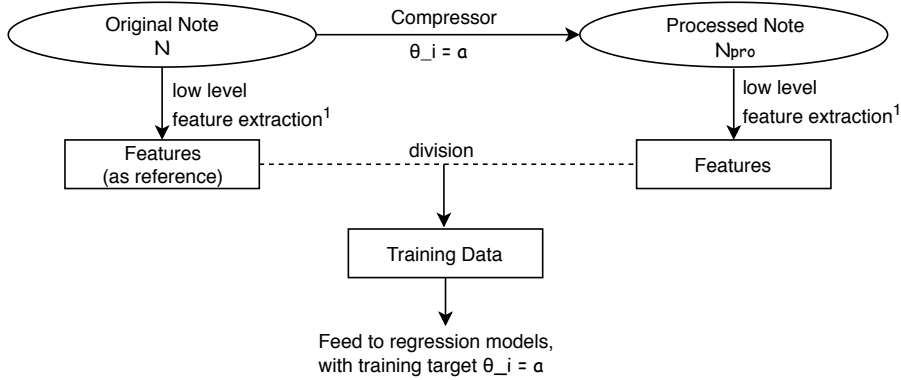 Original Note
N
Compressor
θ_i = a
Processed Note
Npro
low level
feature extraction¹
low level
feature extraction¹
Features
(as reference)
division
Features
Training Data
Feed to regression models,
with training target θ_i = a